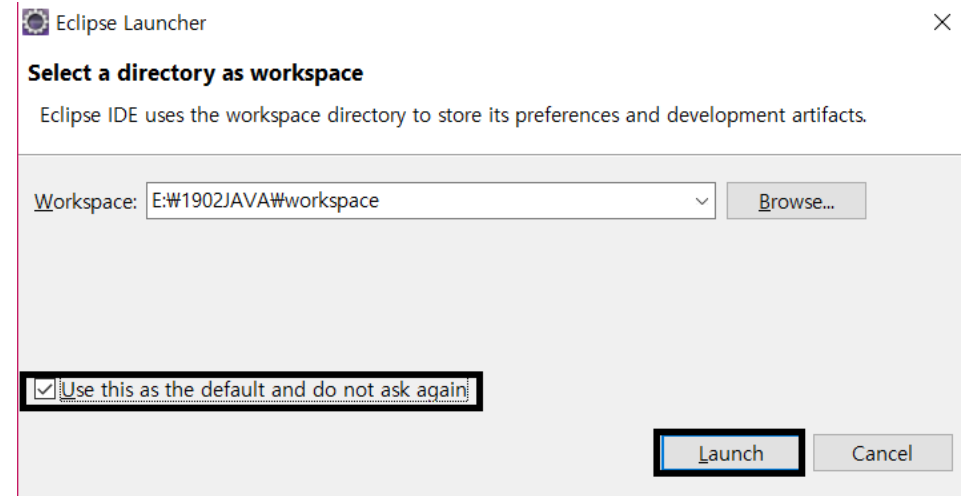 Eclipse Launcher
Select a directory as workspace
Eclipse IDE uses the workspace directory to store its preferences and development artifacts.
Workspace: E:₩1902JAVA₩workspace Browse...
Use this as the default and do not ask again
Launch Cancel